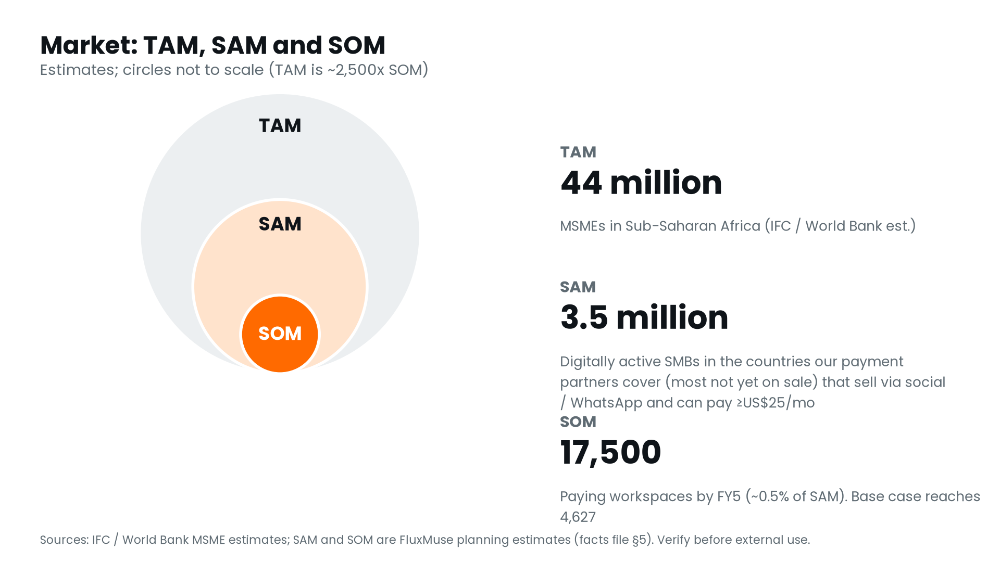 Market: TAM, SAM and SOM
Estimates; circles not to scale (TAM is ~2,500x SOM)
TAM
SAM
SOM
TAM
44 million
MSMEs in Sub-Saharan Africa (IFC / World Bank est.)
SAM
3.5 million
Digitally active SMBs in the countries our payment
partners cover (most not yet on sale) that sell via social
/ WhatsApp and can pay ≥US$25/mo
SOM
17,500
Paying workspaces by FY5 (~0.5% of SAM). Base case reaches
4,627
Sources: IFC / World Bank MSME estimates; SAM and SOM are FluxMuse planning estimates (facts file §5). Verify before external use.